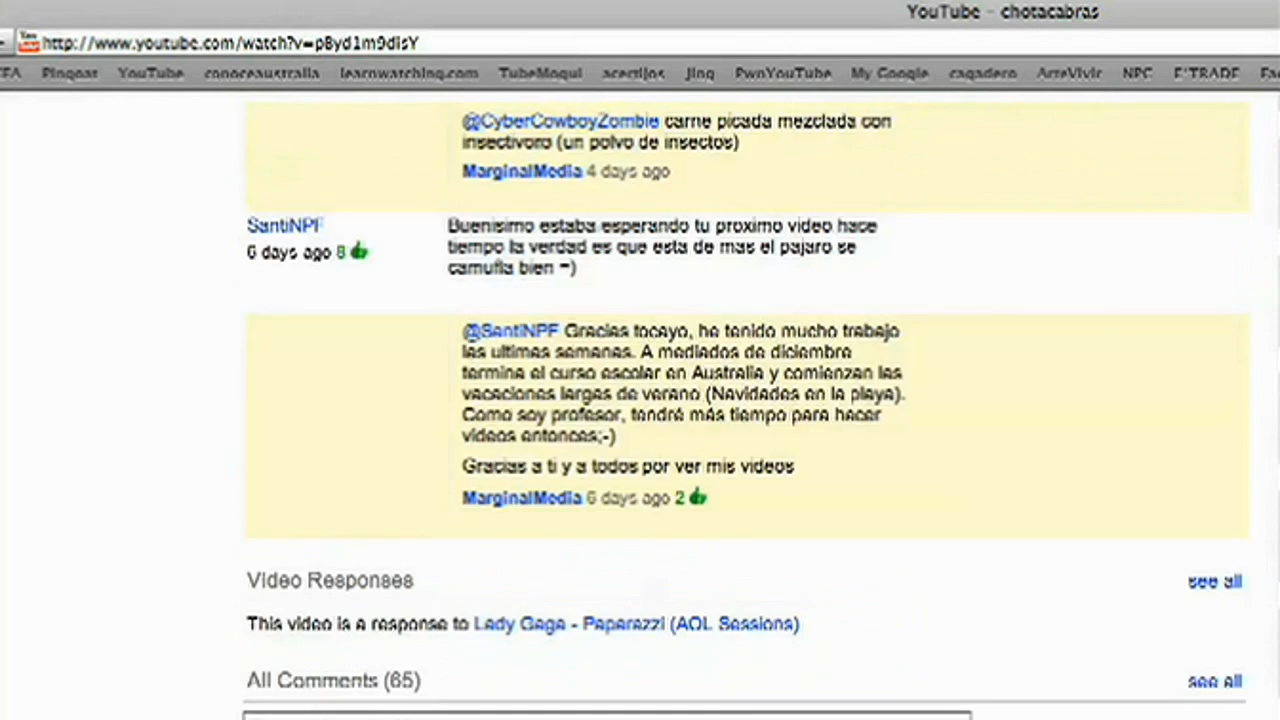 YouTube – chotacabras
http://www.youtube.com/watch?v=pByd1m9disY
Pingoat YouTube conoceaustralia learnwatching.com TubeMogul acertijos Jing PwnYouTube My Google cagadero ArteVivir NPC E*TRADE
@CyberCowboyZombie carne picada mezclada con
insectivoro (un polvo de insectos)
MarginalMedia 4 days ago
SantiNPF
6 days ago 8
Buenisimo estaba esperando tu proximo video hace
tiempo la verdad es que esta de mas el pajaro se
camufla bien =)
@SantiNPF Gracias tocayo, he tenido mucho trabajo
las ultimas semanas. A mediados de diciembre
termina el curso escolar en Australia y comienzan las
vacaciones largas de verano (Navidades en la playa).
Como soy profesor, tendré más tiempo para hacer
videos entonces;-)
Gracias a ti y a todos por ver mis videos
MarginalMedia 6 days ago 2
Video Responses see all
This video is a response to Lady Gaga - Paparazzi (AOL Sessions)
All Comments (65) see all